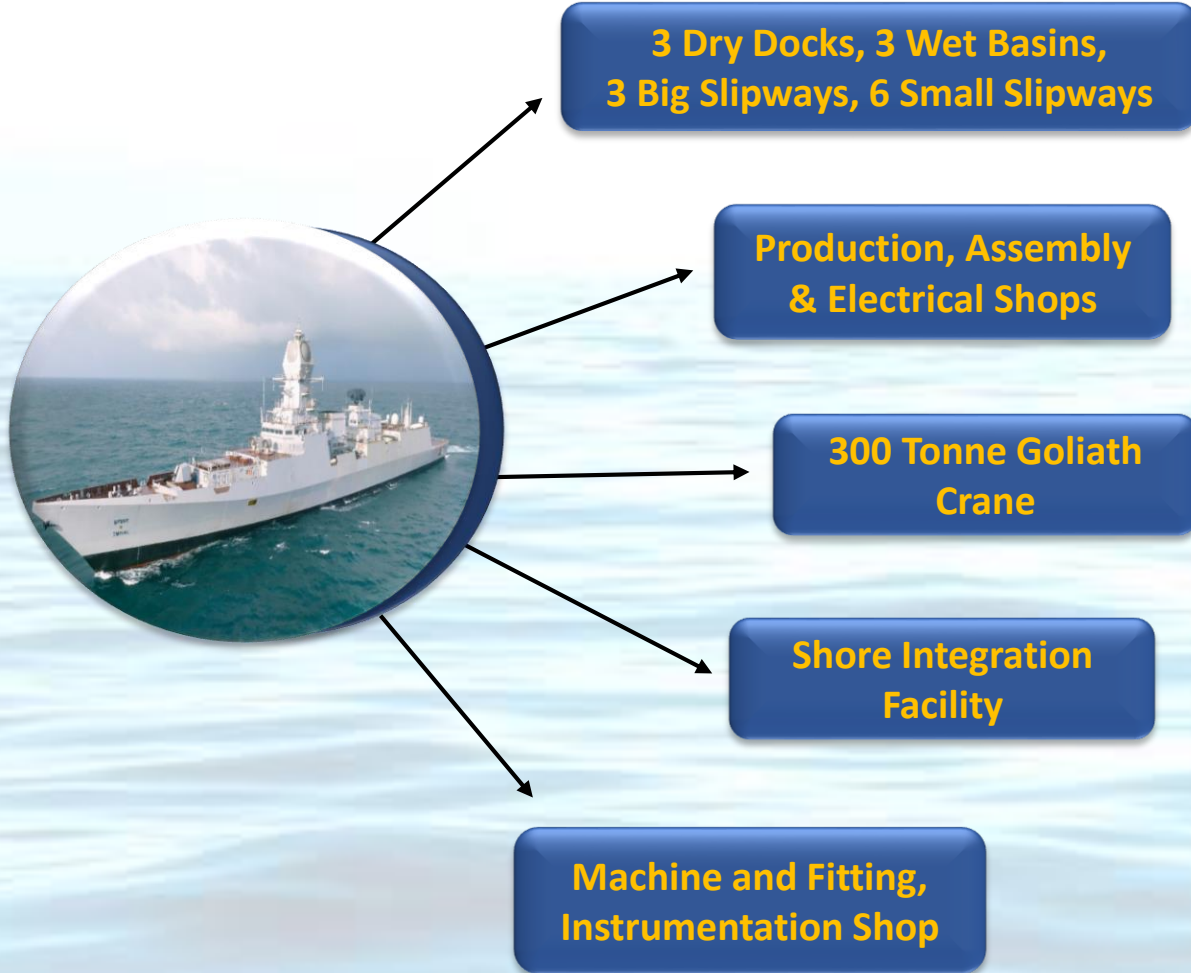 3 Dry Docks, 3 Wet Basins,
3 Big Slipways, 6 Small Slipways
Production, Assembly
& Electrical Shops
300 Tonne Goliath
Crane
Shore Integration
Facility
Machine and Fitting,
Instrumentation Shop